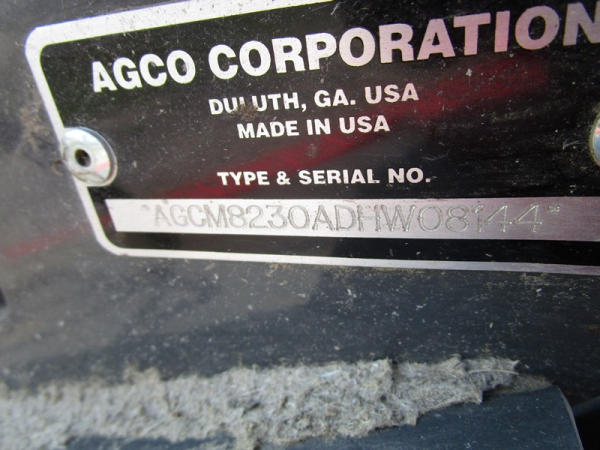 AGCO CORPORATION
DULUTH, GA. USA
MADE IN USA
TYPE & SERIAL NO.
*AGCM8230ADHW08144*